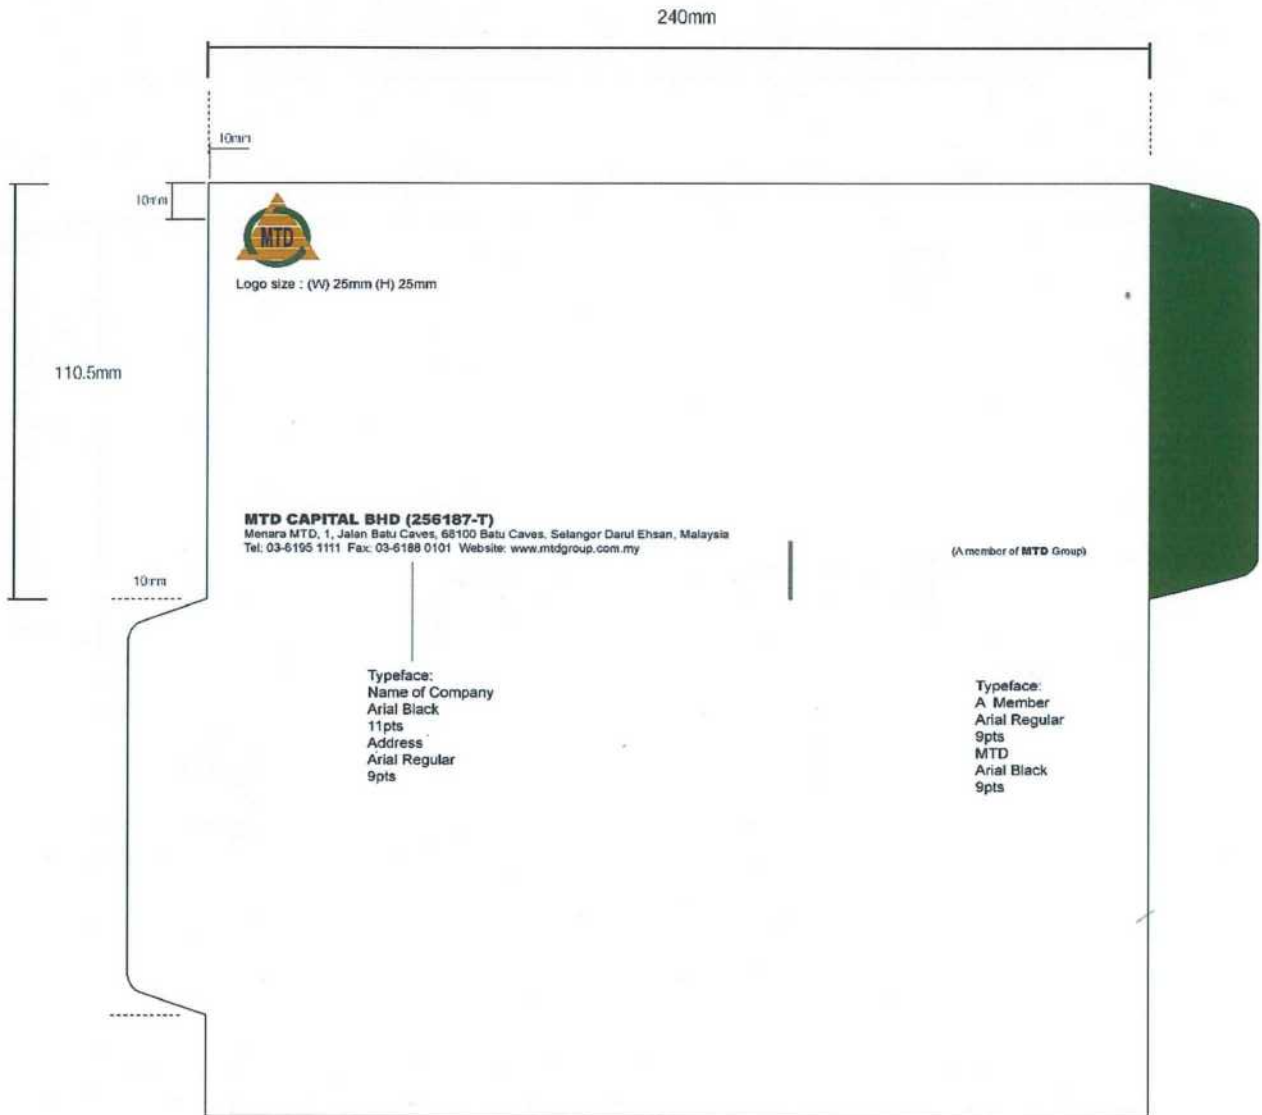 240mm
10mm
10mm
MTD
Logo size : (W) 25mm (H) 25mm
110.5mm
MTD CAPITAL BHD (256187-T)
Menara MTD, 1, Jalan Batu Caves, 68100 Batu Caves, Selangor Darul Ehsan, Malaysia
Tel: 03-6195 1111 Fax: 03-6188 0101 Website: www.mtdgroup.com.my
(A member of MTD Group)
10mm
Typeface:
Name of Company
Arial Black
11pts
Address
Arial Regular
9pts
Typeface:
A Member
Arial Regular
9pts
MTD
Arial Black
9pts